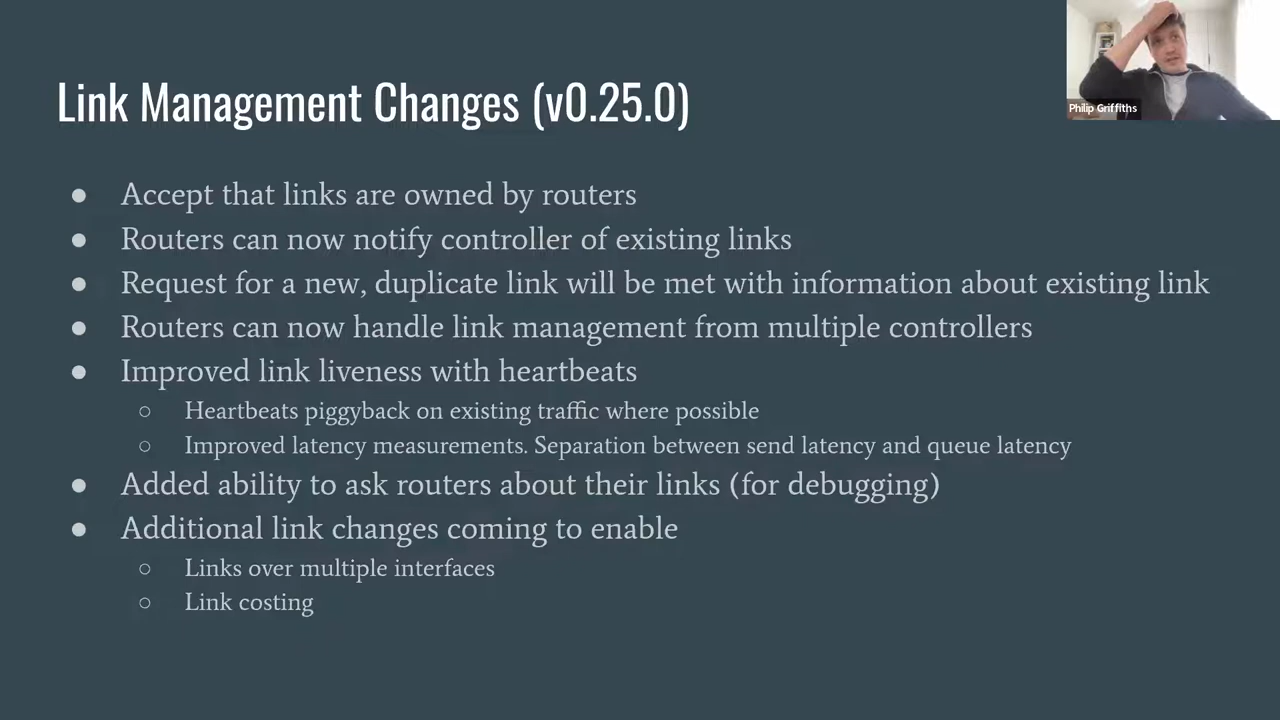 Link Management Changes (v0.25.0)
Philip Griffiths
● Accept that links are owned by routers
● Routers can now notify controller of existing links
● Request for a new, duplicate link will be met with information about existing link
● Routers can now handle link management from multiple controllers
● Improved link liveness with heartbeats
○ Heartbeats piggyback on existing traffic where possible
○ Improved latency measurements. Separation between send latency and queue latency
● Added ability to ask routers about their links (for debugging)
● Additional link changes coming to enable
○ Links over multiple interfaces
○ Link costing